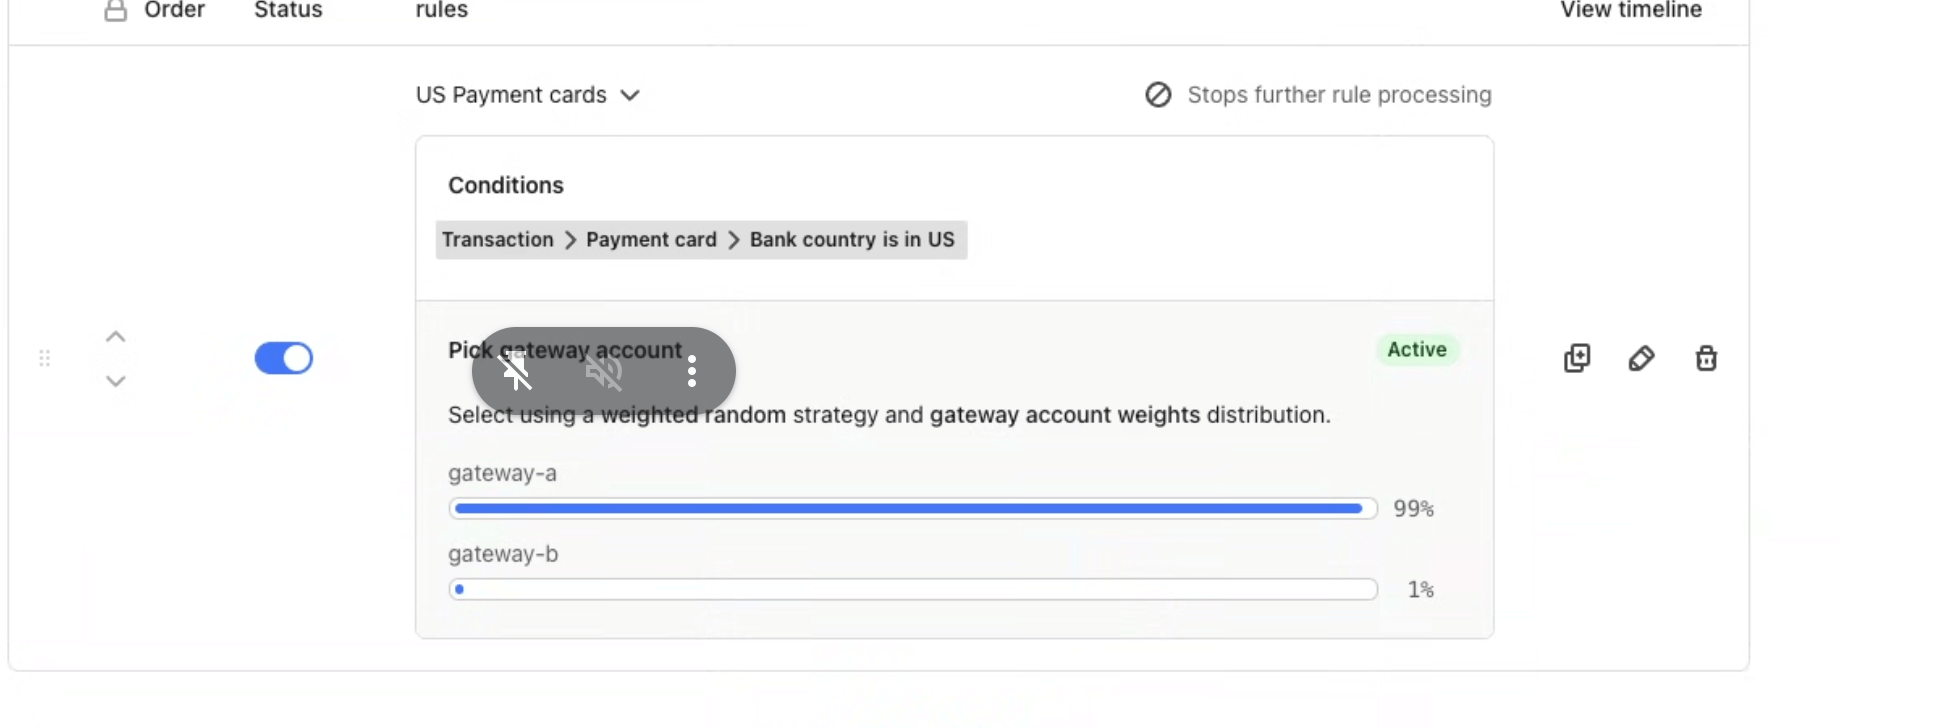 Order Status rules View timeline
US Payment cards Stops further rule processing
Conditions
Transaction > Payment card > Bank country is in US
Pick gateway account Active
Select using a weighted random strategy and gateway account weights distribution.
gateway-a
99%
gateway-b
1%